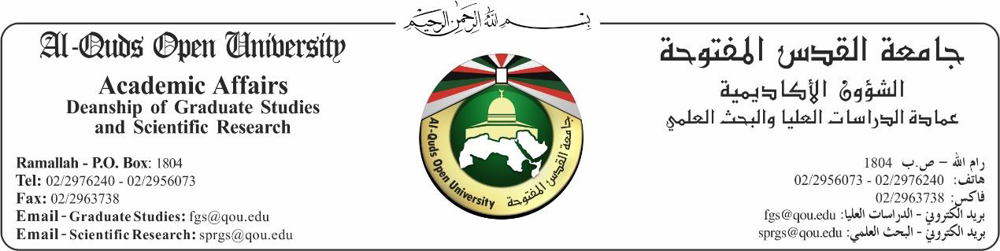 بسم الله الرحمن الرحيم
Al-Quds Open University
Academic Affairs
Deanship of Graduate Studies
and Scientific Research
Ramallah - P.O. Box: 1804
Tel: 02/2976240 - 02/2956073
Fax: 02/2963738
Email - Graduate Studies: fgs@qou.edu
Email - Scientific Research: sprgs@qou.edu
Al-Quds Open University
جامعة القدس المفتوحة
جامعة القدس المفتوحة
الشؤون الأكاديمية
عمادة الدراسات العليا والبحث العلمي
رام الله – ص.ب 1804
هاتف: 02/2976240 - 02/2956073
فاكس: 02/2963738
بريد الكتروني - الدراسات العليا: fgs@qou.edu
بريد الكتروني - البحث العلمي: sprgs@qou.edu